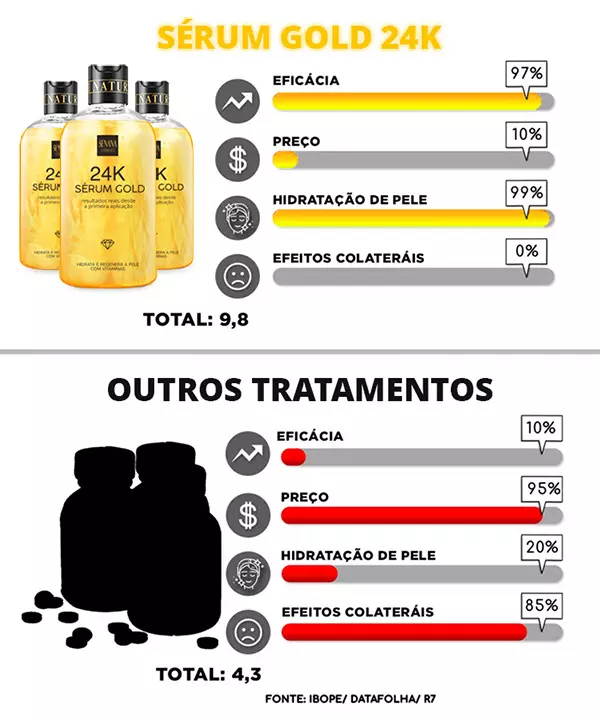 SÉRUM GOLD 24K
EFICÁCIA
97%
PREÇO
10%
HIDRATAÇÃO DE PELE
99%
EFEITOS COLATERÁIS
0%
NATUR
SEVANA
24K
SÉRUM GOLD
resultados reais desde
a primeira aplicação
HIDRATA E REGENERA A PELE
COM VITAMINAS
TOTAL: 9,8
OUTROS TRATAMENTOS
EFICÁCIA
10%
PREÇO
95%
HIDRATAÇÃO DE PELE
20%
EFEITOS COLATERÁIS
85%
TOTAL: 4,3
FONTE: IBOPE/ DATAFOLHA/ R7